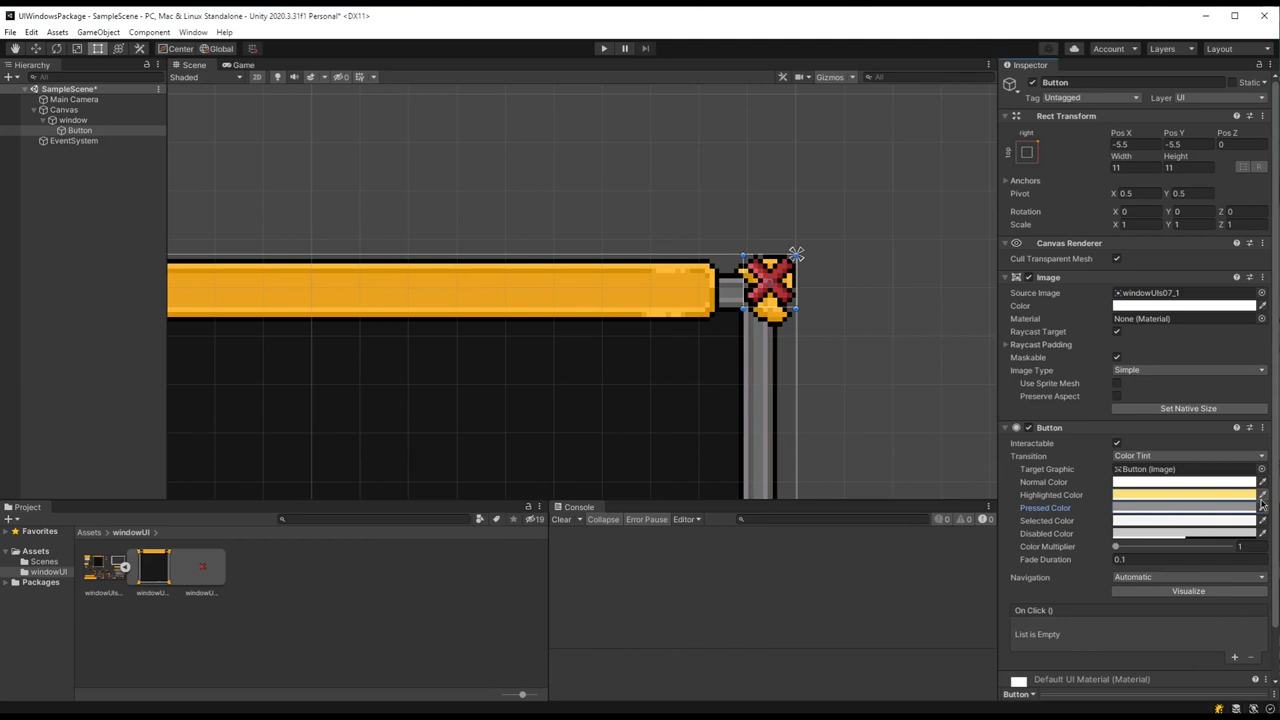 UIWindowsPackage - SampleScene - PC, Mac & Linux Standalone - Unity 2020.3.31f1 Personal* <DX11>
File Edit Assets GameObject Component Window Help
Center Global Account Layers Layout
Hierarchy Scene Game Inspector
All Shaded 2D 0 Gizmos All Button Static
SampleScene*
Tag Untagged Layer UI
Main Camera
Canvas
window
Button
EventSystem
Rect Transform
right Pos X Pos Y Pos Z
top -5.5 -5.5 0
Width Height
11 11 R
Anchors
Pivot X 0.5 Y 0.5
Rotation X 0 Y 0 Z 0
Scale X 1 Y 1 Z 1
Canvas Renderer
Cull Transparent Mesh
Image
Source Image windowUIs07_1
Color
Material None (Material)
Raycast Target
Raycast Padding
Maskable
Image Type Simple
Use Sprite Mesh
Preserve Aspect
Set Native Size
Button
Interactable
Transition Color Tint
Target Graphic Button (Image)
Normal Color
Highlighted Color
Pressed Color
Selected Color
Disabled Color
Color Multiplier 1
Fade Duration 0.1
Navigation Automatic
Visualize
On Click ()
List is Empty
Default UI Material (Material)
Button
Project
19
Favorites
Assets
Scenes
windowUI
Packages
Assets windowUI
windowUIs... windowU... windowU...
Console
Clear Collapse Error Pause Editor 0 0 0